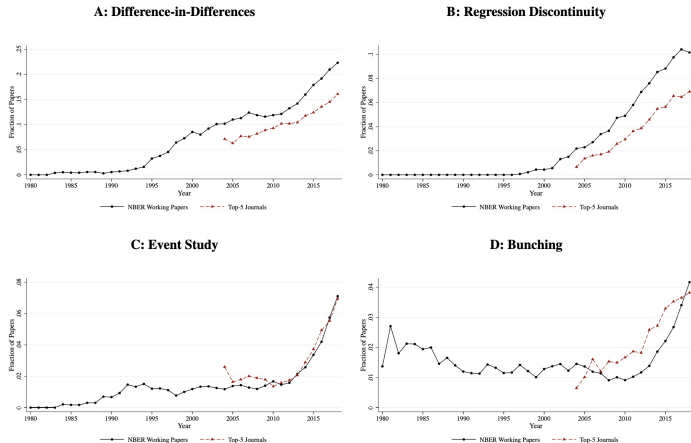 A: Difference-in-Differences
B: Regression Discontinuity
Fraction of Papers
.25
.2
.15
.1
.05
0
1980 1985 1990 1995 2000 2005 2010 2015
Year
NBER Working Papers Top-5 Journals
Fraction of Papers
.1
.08
.06
.04
.02
0
1980 1985 1990 1995 2000 2005 2010 2015
Year
NBER Working Papers Top-5 Journals
C: Event Study
D: Bunching
Fraction of Papers
.08
.06
.04
.02
0
1980 1985 1990 1995 2000 2005 2010 2015
Year
NBER Working Papers Top-5 Journals
Fraction of Papers
.04
.03
.02
.01
0
1980 1985 1990 1995 2000 2005 2010 2015
Year
NBER Working Papers Top-5 Journals